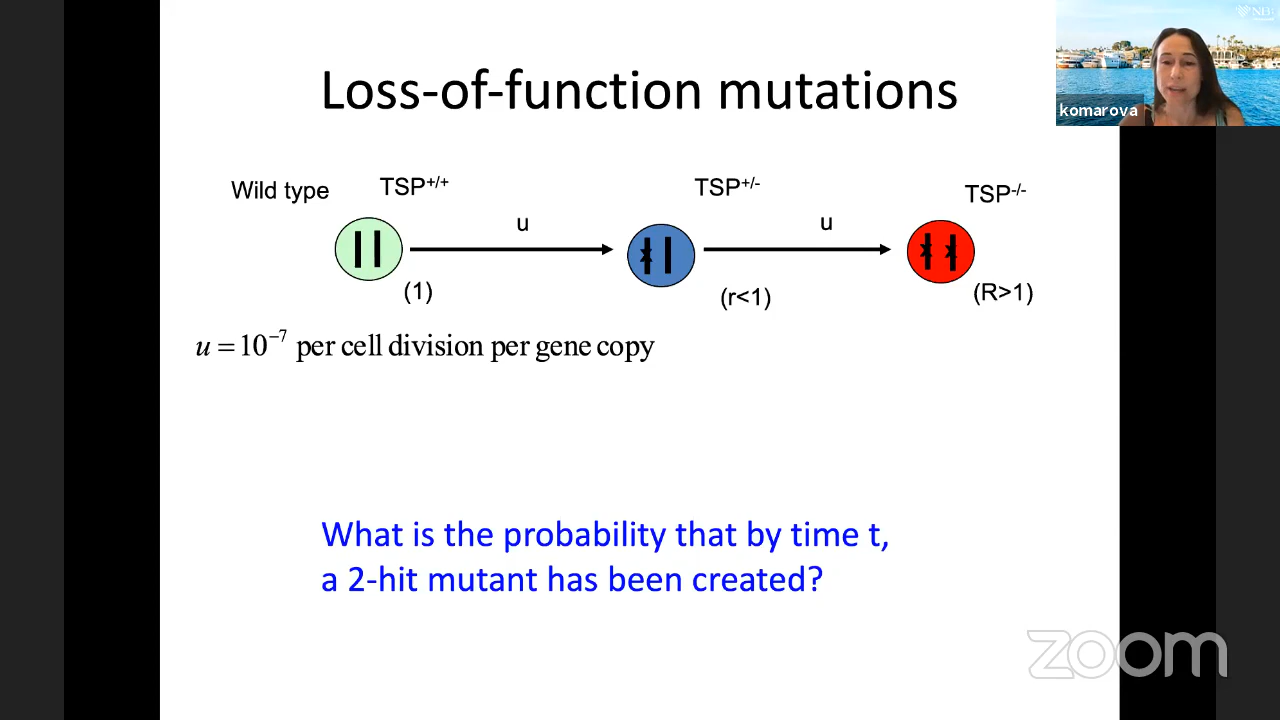 Loss-of-function mutations
komarova
Wild type
TSP+/+
TSP+/-
TSP-/-
u
u
(1)
(r<1)
(R>1)
u = 10⁻⁷ per cell division per gene copy
What is the probability that by time t,
a 2-hit mutant has been created?
zoom